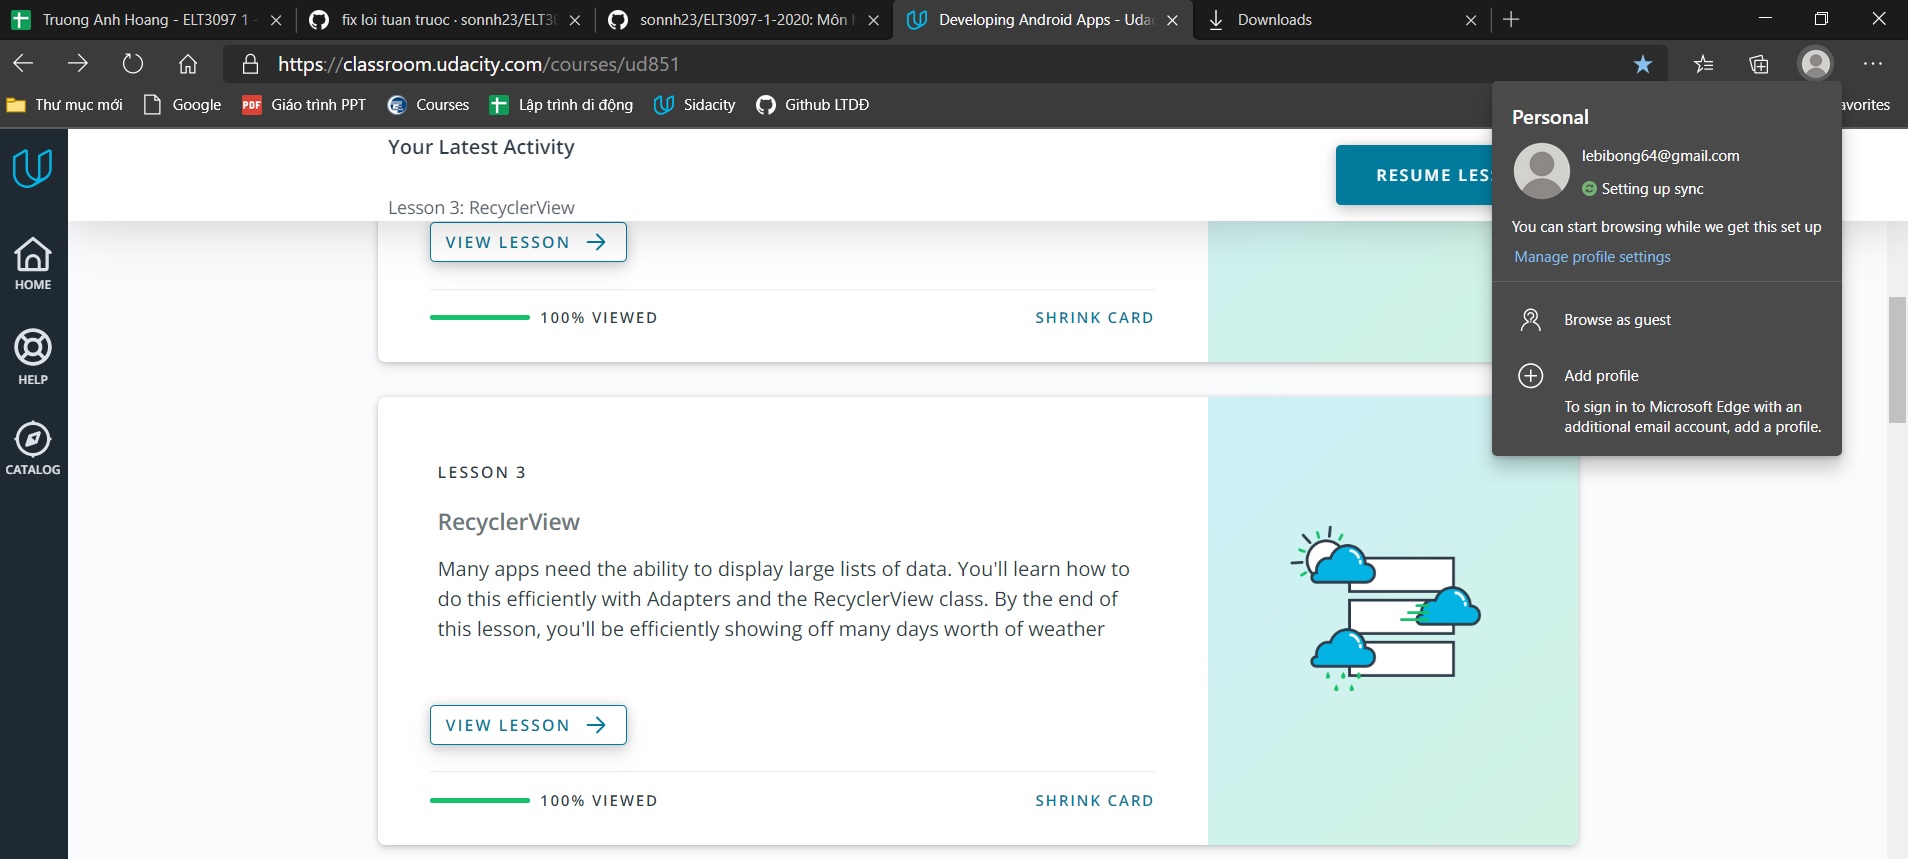 Truong Anh Hoang - ELT3097 1 -
fix loi tuan truoc · sonnh23/ELT30
sonnh23/ELT3097-1-2020: Môn
Developing Android Apps - Udac
Downloads
https://classroom.udacity.com/courses/ud851
Thư mục mới
Google
PDF
Giáo trình PPT
Courses
Lập trình di động
Sidacity
Github LTDĐ
avorites
HOME
HELP
CATALOG
Your Latest Activity
Lesson 3: RecyclerView
RESUME LES
VIEW LESSON
100% VIEWED
SHRINK CARD
LESSON 3
RecyclerView
Many apps need the ability to display large lists of data. You'll learn how to
do this efficiently with Adapters and the RecyclerView class. By the end of
this lesson, you'll be efficiently showing off many days worth of weather
VIEW LESSON
100% VIEWED
SHRINK CARD
Personal
lebibong64@gmail.com
Setting up sync
You can start browsing while we get this set up
Manage profile settings
Browse as guest
Add profile
To sign in to Microsoft Edge with an
additional email account, add a profile.